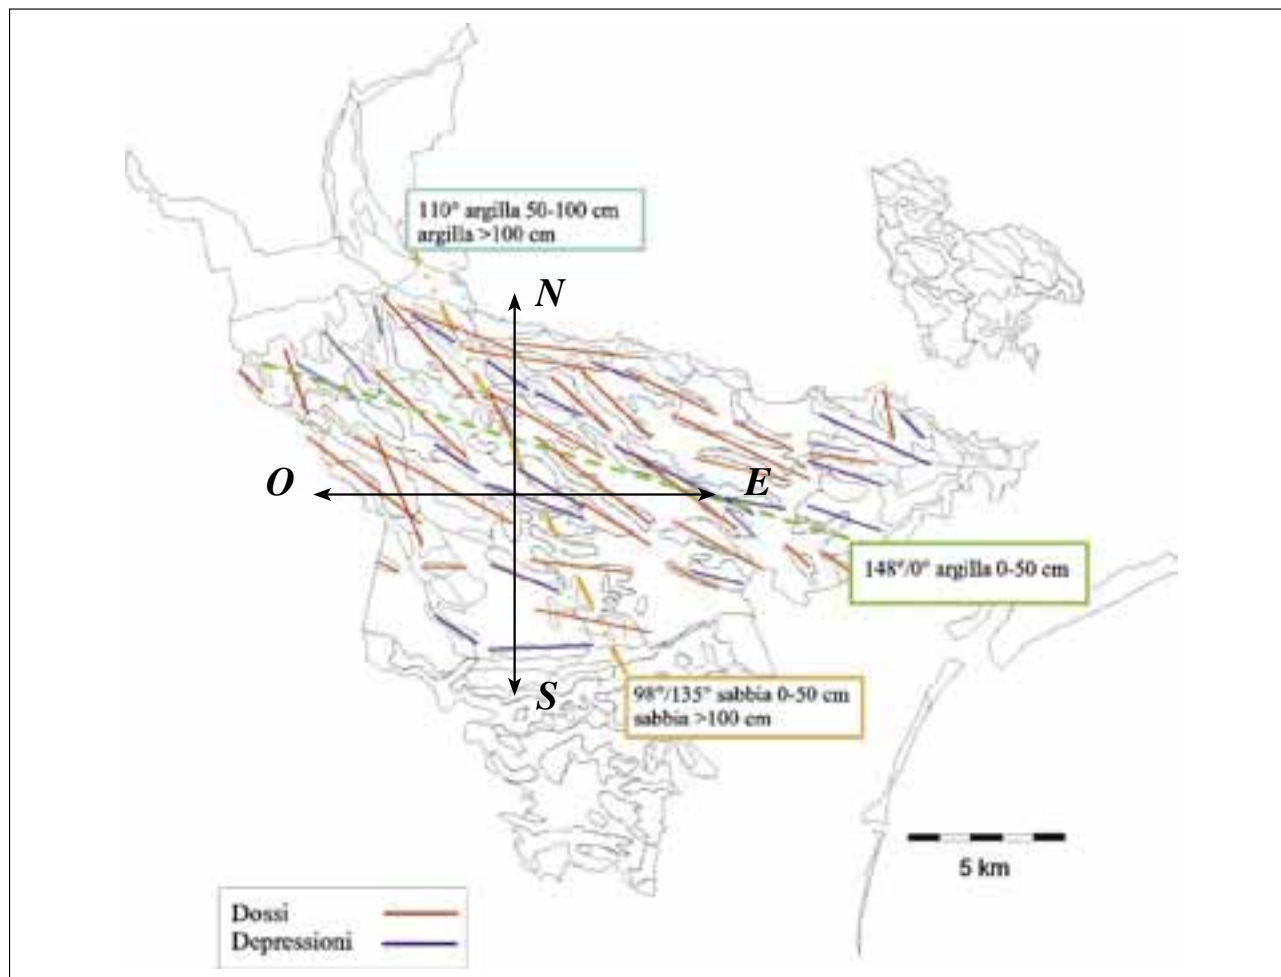 110° argilla 50-100 cm
argilla >100 cm
N
O
E
148°/0° argilla 0-50 cm
S
98°/135° sabbia 0-50 cm
sabbia >100 cm
5 km
Dossi
Depressioni